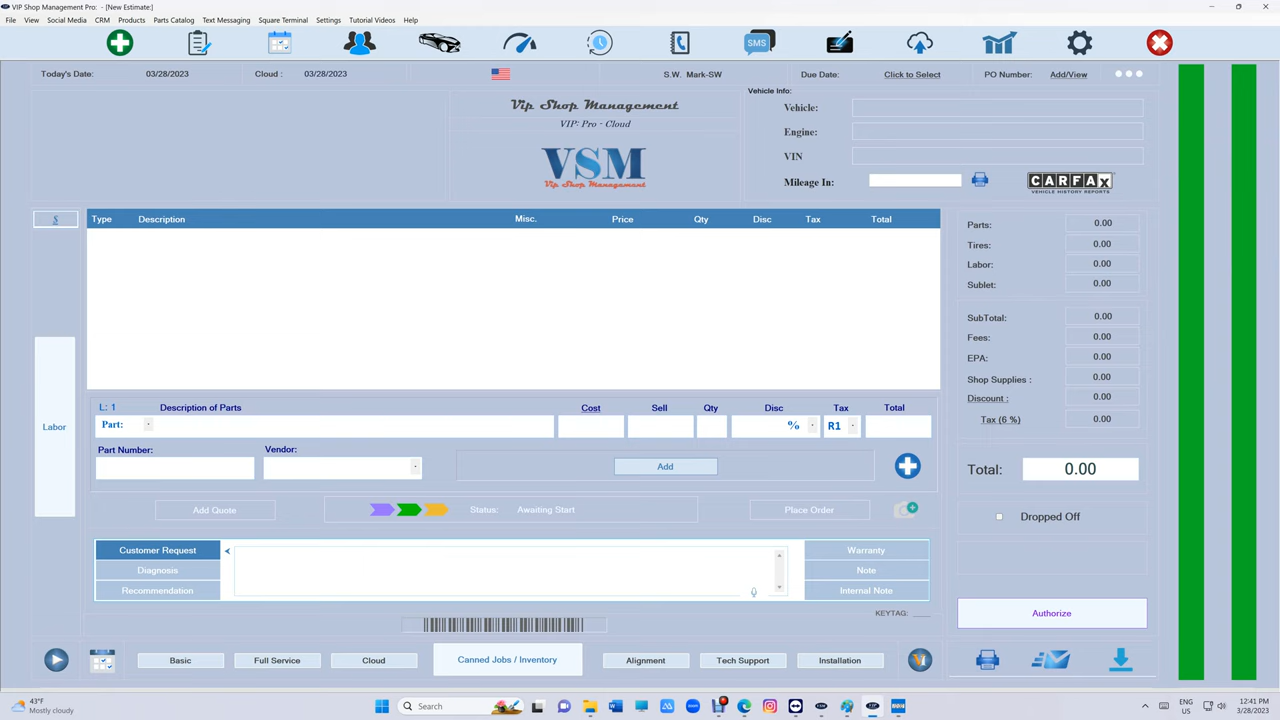 VIP Shop Management Pro: - [New Estimate:]
File View Social Media CRM Products Parts Catalog Text Messaging Square Terminal Settings Tutorial Videos Help
SMS
Today's Date: 03/28/2023 Cloud : 03/28/2023 S.W. Mark-SW Due Date: Click to Select PO Number: Add/View
Vip Shop Management
VIP: Pro - Cloud
VSM
Vip Shop Management
Vehicle Info:
Vehicle:
Engine:
VIN
Mileage In:
CARFAX
VEHICLE HISTORY REPORTS
S
Type Description Misc. Price Qty Disc Tax Total
Labor
Parts: 0.00
Tires: 0.00
Labor: 0.00
Sublet: 0.00
SubTotal: 0.00
Fees: 0.00
EPA: 0.00
Shop Supplies : 0.00
Discount : 0.00
Tax (6 %) 0.00
Total: 0.00
Dropped Off
Authorize
L: 1 Description of Parts Cost Sell Qty Disc Tax Total
Part: % R1
Part Number: Vendor:
Add
Add Quote Status: Awaiting Start Place Order
Customer Request
Diagnosis
Recommendation
Warranty
Note
Internal Note
KEYTAG: ___
Basic Full Service Cloud Canned Jobs / Inventory Alignment Tech Support Installation
43°F
Mostly cloudy
Search
ENG
US
12:41 PM
3/28/2023